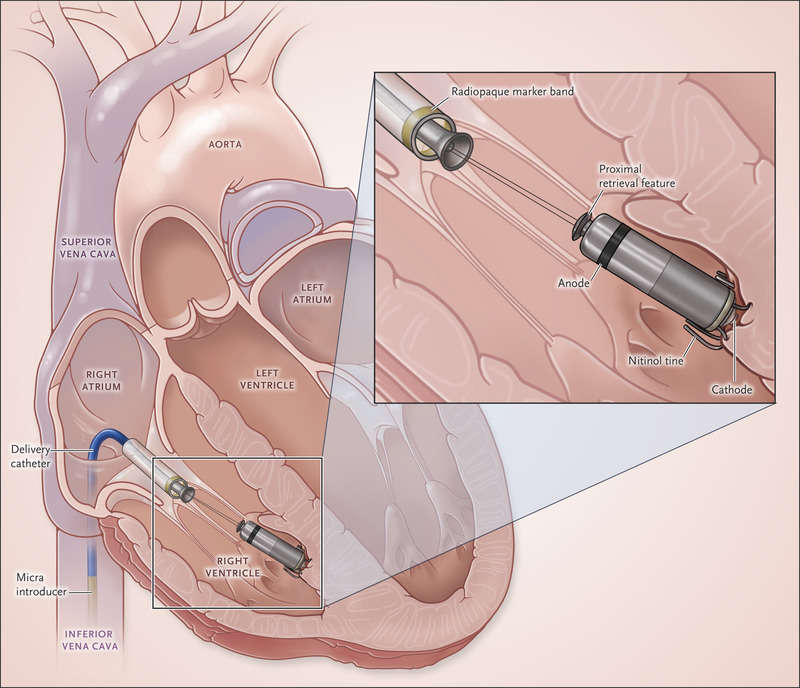 Radiopaque marker band
AORTA
Proximal
retrieval feature
SUPERIOR
VENA CAVA
Anode
LEFT
ATRIUM
Nitinol tine
RIGHT
ATRIUM
LEFT
VENTRICLE
Cathode
Delivery
catheter
RIGHT
VENTRICLE
Micra
introducer
INFERIOR
VENA CAVA